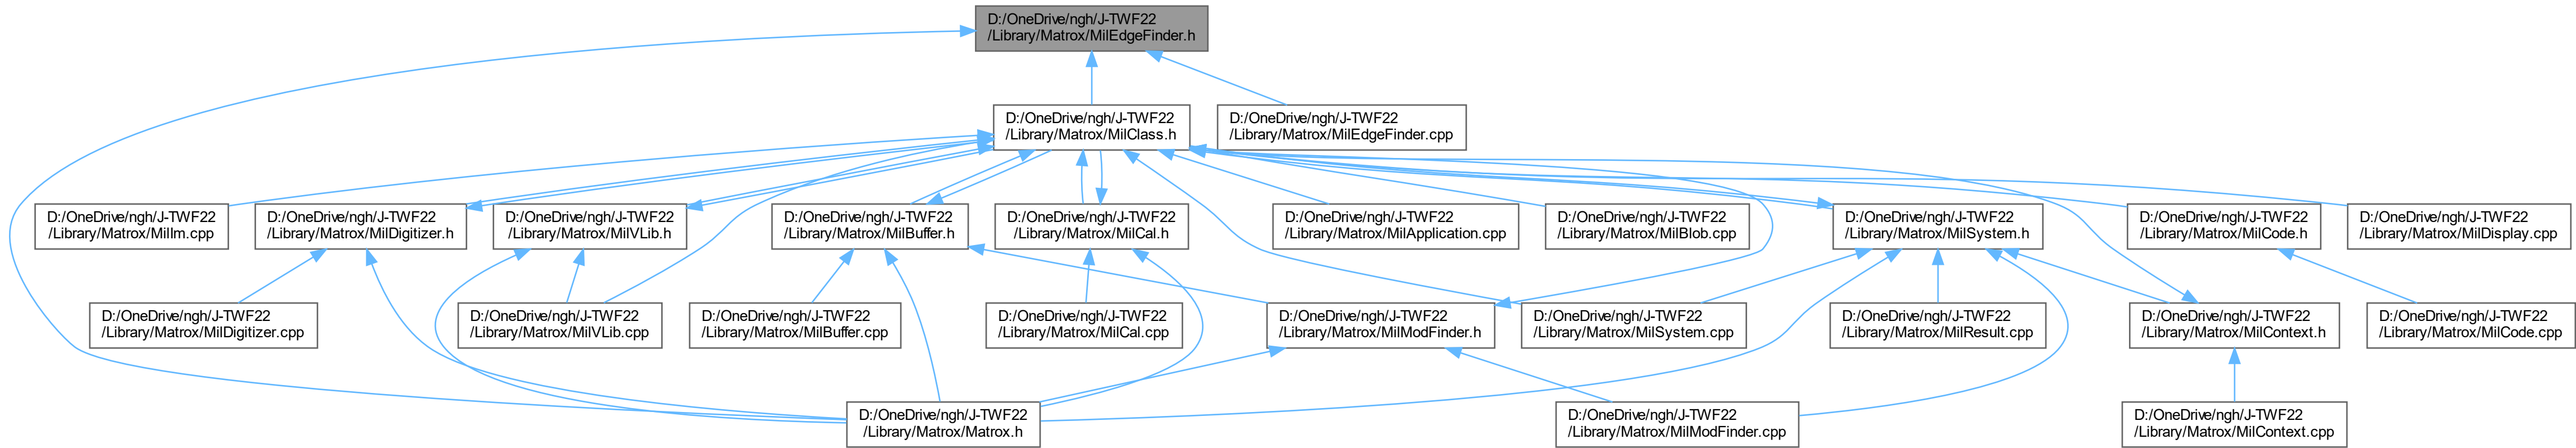 D:/OneDrive/ngh/J-TWF22
/Library/Matrox/MilEdgeFinder.h
D:/OneDrive/ngh/J-TWF22
/Library/Matrox/MilClass.h
D:/OneDrive/ngh/J-TWF22
/Library/Matrox/MilEdgeFinder.cpp
D:/OneDrive/ngh/J-TWF22
/Library/Matrox/MilIm.cpp
D:/OneDrive/ngh/J-TWF22
/Library/Matrox/MilDigitizer.h
D:/OneDrive/ngh/J-TWF22
/Library/Matrox/MilVLib.h
D:/OneDrive/ngh/J-TWF22
/Library/Matrox/MilBuffer.h
D:/OneDrive/ngh/J-TWF22
/Library/Matrox/MilCal.h
D:/OneDrive/ngh/J-TWF22
/Library/Matrox/MilApplication.cpp
D:/OneDrive/ngh/J-TWF22
/Library/Matrox/MilBlob.cpp
D:/OneDrive/ngh/J-TWF22
/Library/Matrox/MilSystem.h
D:/OneDrive/ngh/J-TWF22
/Library/Matrox/MilCode.h
D:/OneDrive/ngh/J-TWF22
/Library/Matrox/MilDisplay.cpp
D:/OneDrive/ngh/J-TWF22
/Library/Matrox/MilDigitizer.cpp
D:/OneDrive/ngh/J-TWF22
/Library/Matrox/MilVLib.cpp
D:/OneDrive/ngh/J-TWF22
/Library/Matrox/MilBuffer.cpp
D:/OneDrive/ngh/J-TWF22
/Library/Matrox/MilCal.cpp
D:/OneDrive/ngh/J-TWF22
/Library/Matrox/MilModFinder.h
D:/OneDrive/ngh/J-TWF22
/Library/Matrox/MilSystem.cpp
D:/OneDrive/ngh/J-TWF22
/Library/Matrox/MilResult.cpp
D:/OneDrive/ngh/J-TWF22
/Library/Matrox/MilContext.h
D:/OneDrive/ngh/J-TWF22
/Library/Matrox/MilCode.cpp
D:/OneDrive/ngh/J-TWF22
/Library/Matrox/Matrox.h
D:/OneDrive/ngh/J-TWF22
/Library/Matrox/MilModFinder.cpp
D:/OneDrive/ngh/J-TWF22
/Library/Matrox/MilContext.cpp